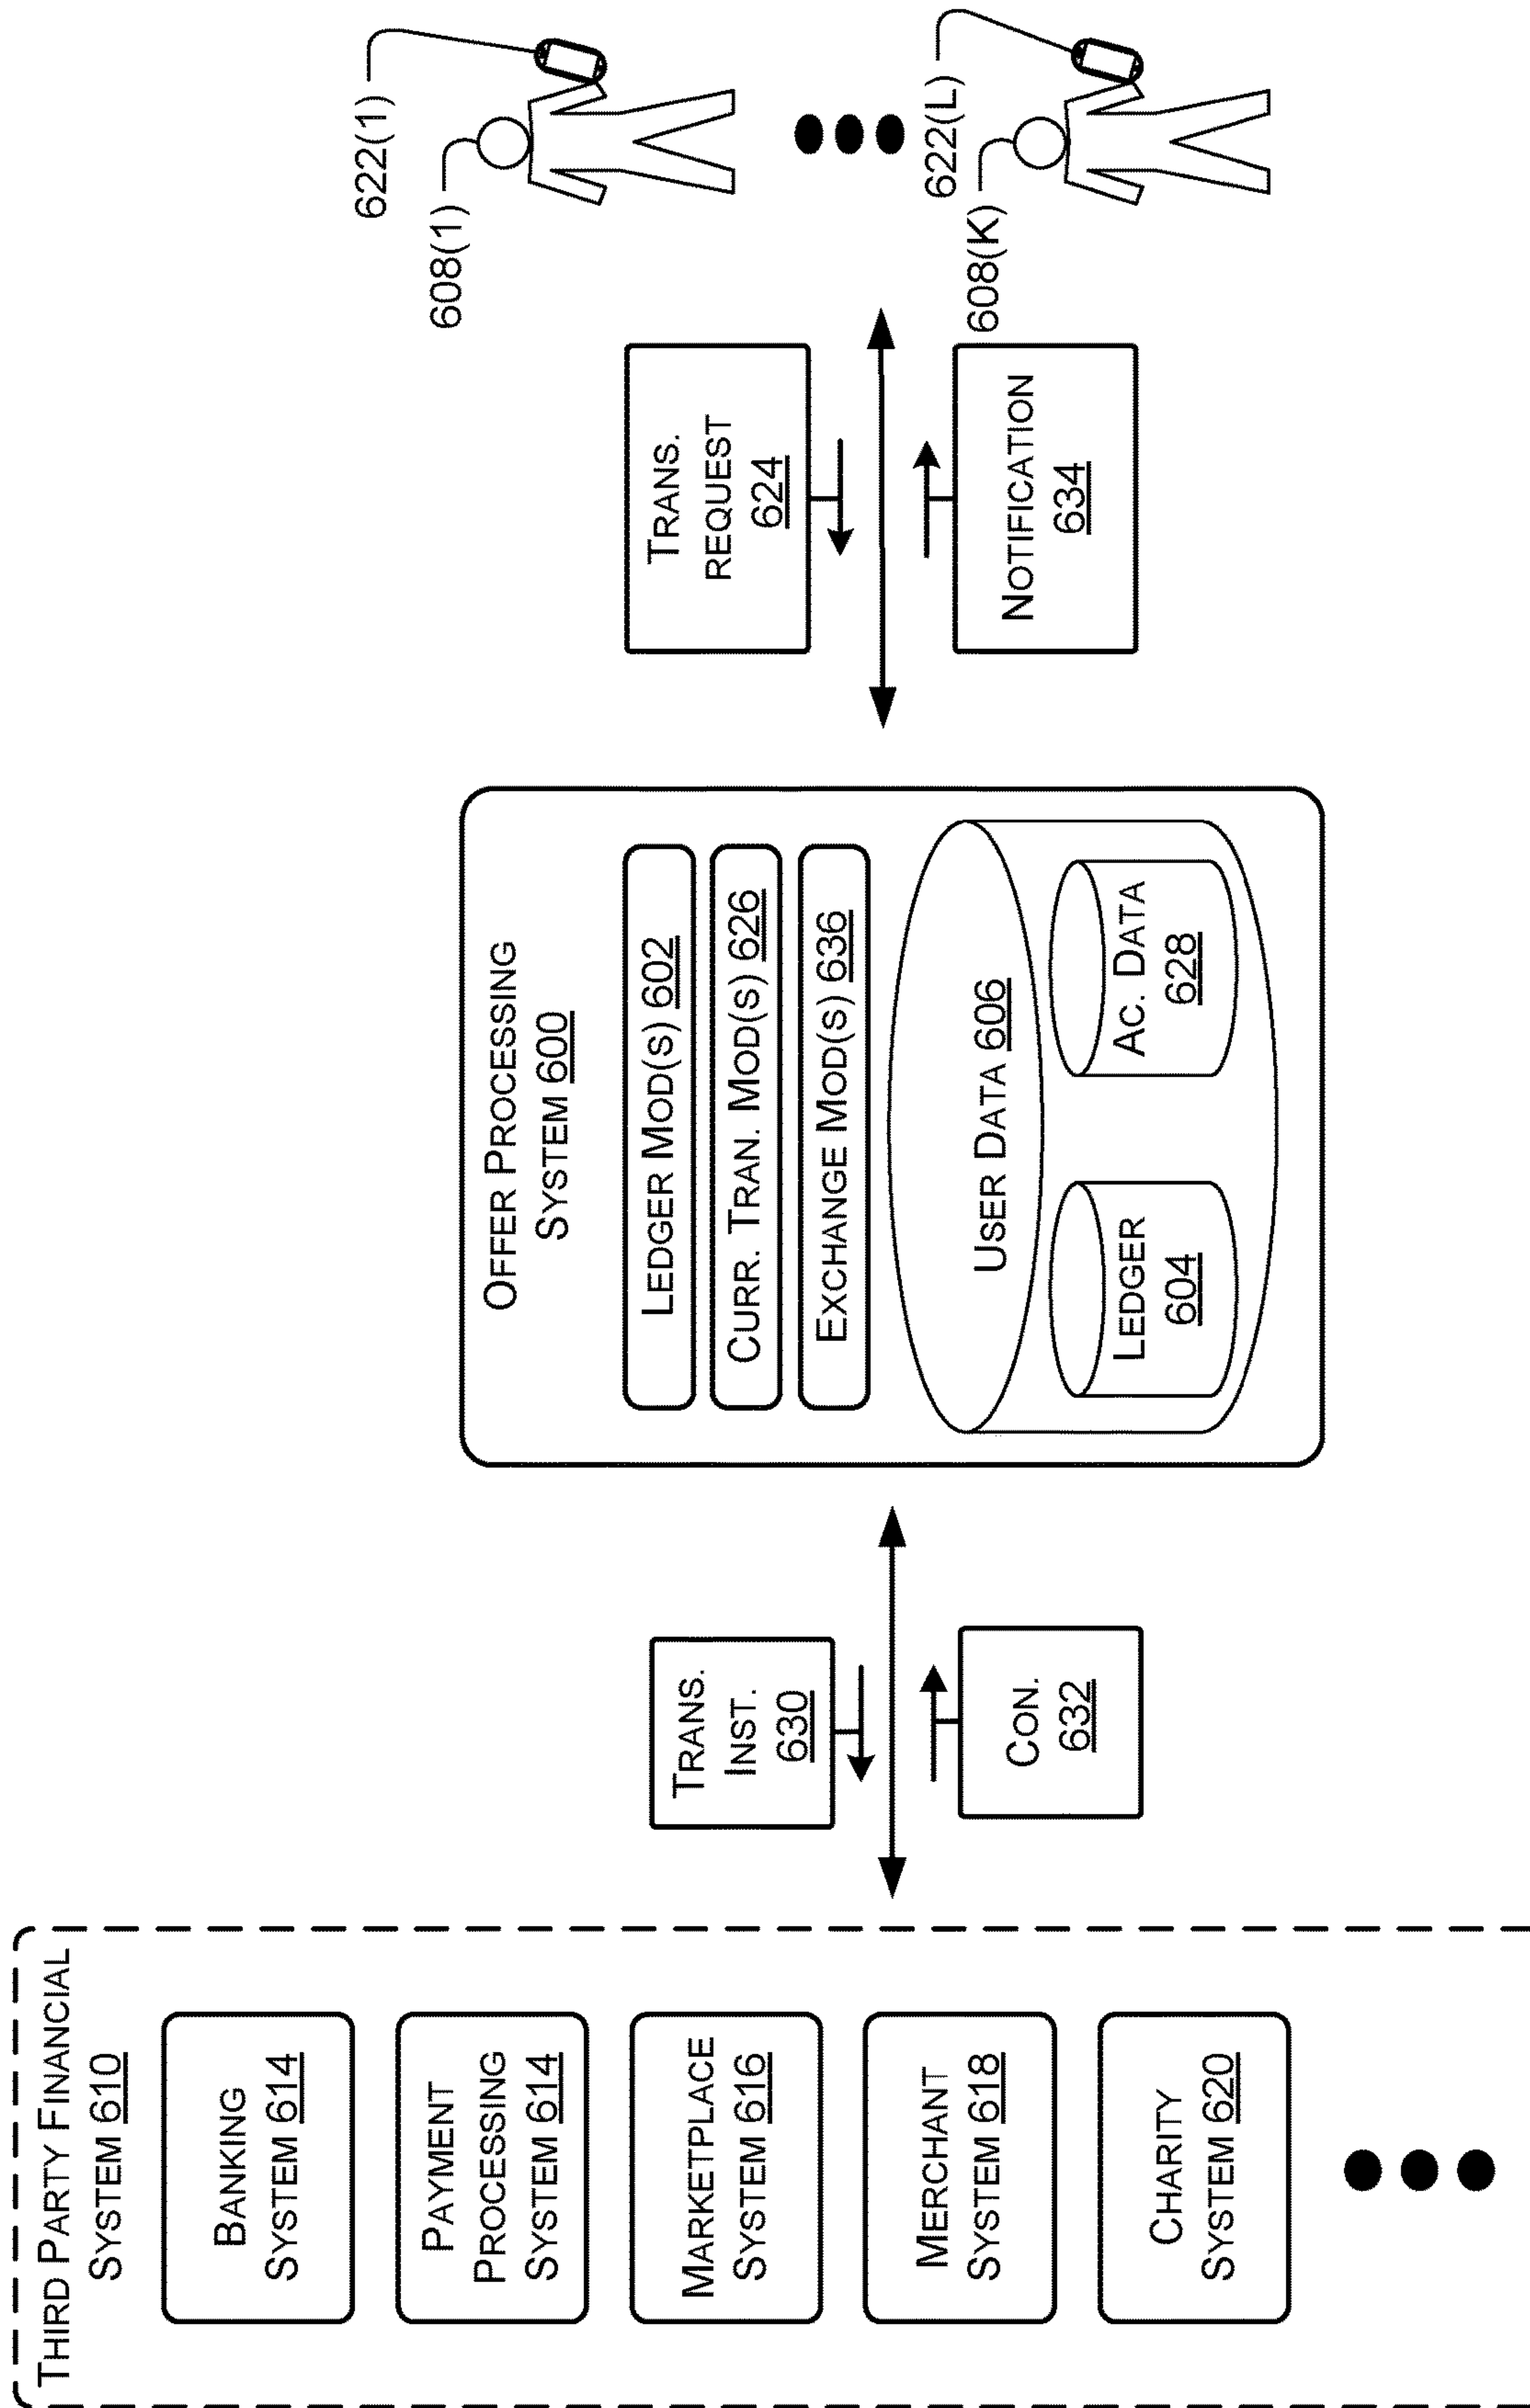 THIRD PARTY FINANCIAL
SYSTEM 610
BANKING
SYSTEM 614
PAYMENT
PROCESSING
SYSTEM 614
MARKETPLACE
SYSTEM 616
MERCHANT
SYSTEM 618
CHARITY
SYSTEM 620
TRANS.
INST.
630
CON.
632
OFFER PROCESSING
SYSTEM 600
LEDGER MOD(S) 602
CURR. TRAN. MOD(S) 626
EXCHANGE MOD(S) 636
USER DATA 606
LEDGER
604
AC. DATA
628
TRANS.
REQUEST
624
NOTIFICATION
634
622(1)
608(1)
622(L)
608(K)